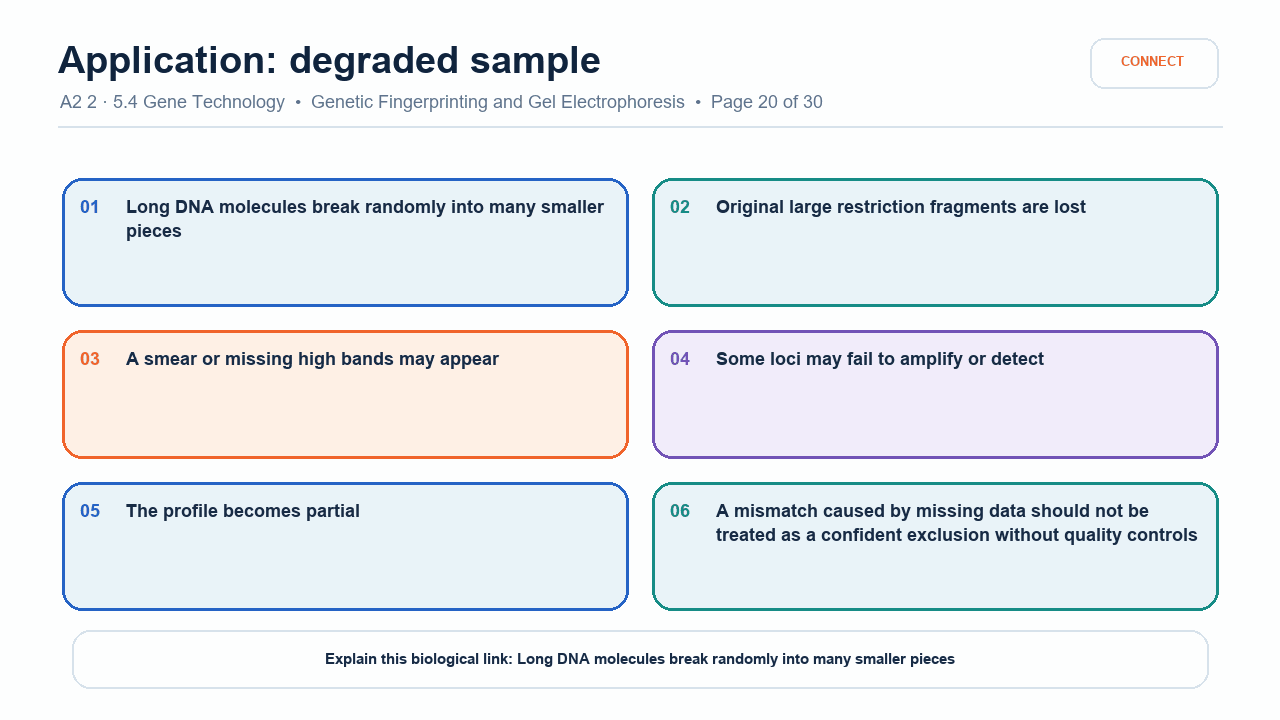 Application: degraded sample
CONNECT
A2 2 · 5.4 Gene Technology • Genetic Fingerprinting and Gel Electrophoresis • Page 20 of 30
01 Long DNA molecules break randomly into many smaller
pieces
02 Original large restriction fragments are lost
03 A smear or missing high bands may appear
04 Some loci may fail to amplify or detect
05 The profile becomes partial
06 A mismatch caused by missing data should not be
treated as a confident exclusion without quality controls
Explain this biological link: Long DNA molecules break randomly into many smaller pieces